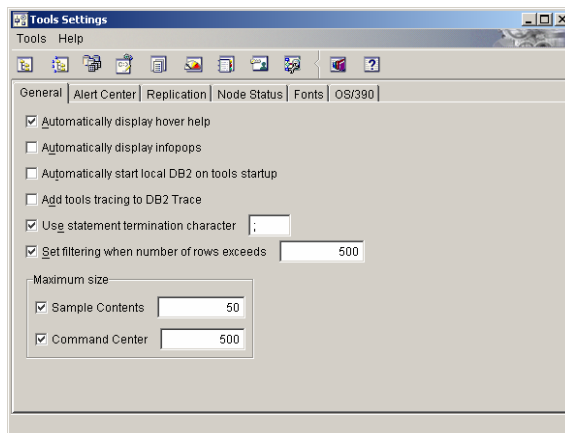 Tools Settings
Tools Help
General Alert Center Replication Node Status Fonts OS/390
Automatically display hover help
Automatically display infopops
Automatically start local DB2 on tools startup
Add tools tracing to DB2 Trace
Use statement termination character ;
Set filtering when number of rows exceeds 500
Maximum size
Sample Contents 50
Command Center 500